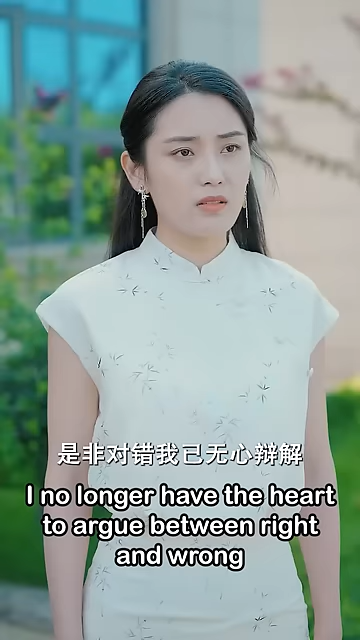 是非对错我已无心辩解
I no longer have the heart
to argue between right
and wrong